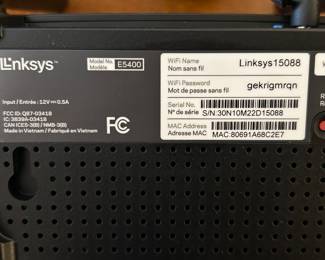 Linksys™
Model No. E5400
Modèle.
Input / Entrée : 12V 0.5A
FCC ID: Q87-03418
IC: 3839A-03418
CAN ICES-3(B) / NMB-3(B)
Made in Vietnam / Fabriqué en Vietnam
FC
WiFi Name Linksys15088
Nom sans fil
WiFi Password gekrigmrqn
Mot de passe sans fil
Serial No.
Nº de série S/N:30N10M22D15088
MAC Address
Adresse MAC MAC:80691A68C2E7